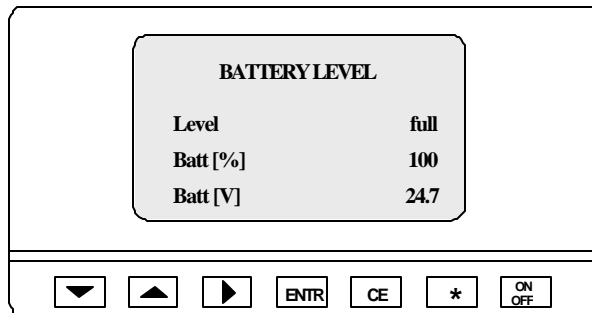 BATTERY LEVEL
Level full
Batt [%] 100
Batt [V] 24.7
ENTR CE * ON OFF